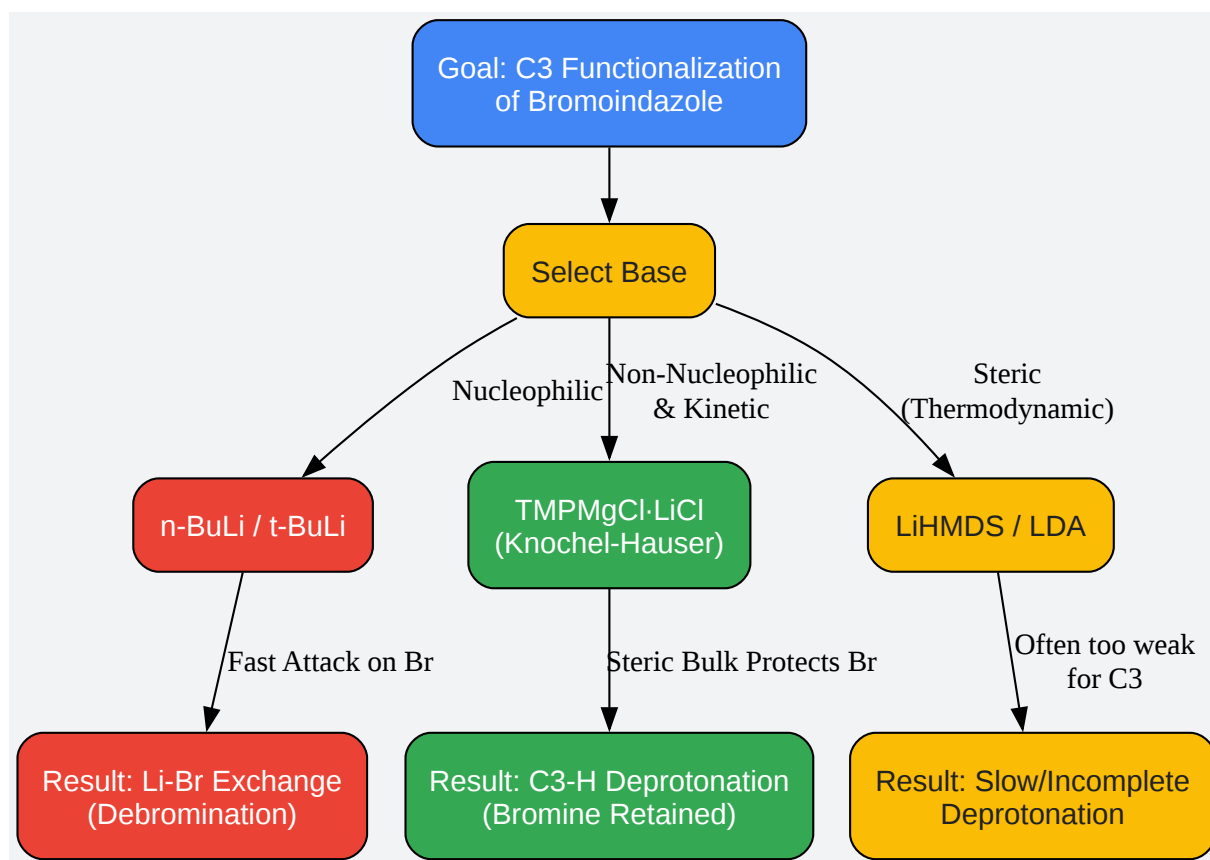 Goal: C3 Functionalization
of Bromoindazole
Select Base
Nucleophilic
Non-Nucleophilic
& Kinetic
Steric
(Thermodynamic)
n-BuLi / t-BuLi
TMPMgCl·LiCl
(Knochel-Hauser)
LiHMDS / LDA
Fast Attack on Br
Steric Bulk Protects Br
Often too weak
for C3
Result: Li-Br Exchange
(Debromination)
Result: C3-H Deprotonation
(Bromine Retained)
Result: Slow/Incomplete
Deprotonation